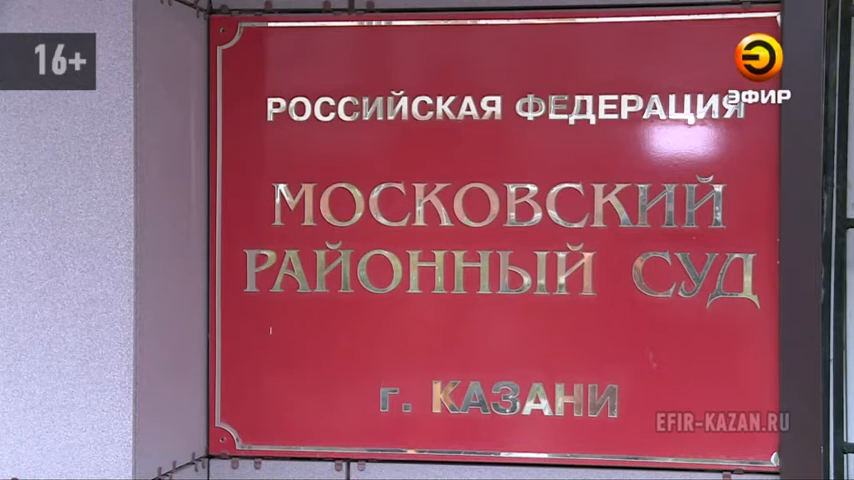 16+
ЭФИР
РОССИЙСКАЯ ФЕДЕРАЦИЯ
МОСКОВСКИЙ
РАЙОННЫЙ СУД
г. КАЗАНИ
EFIR-KAZAN.RU